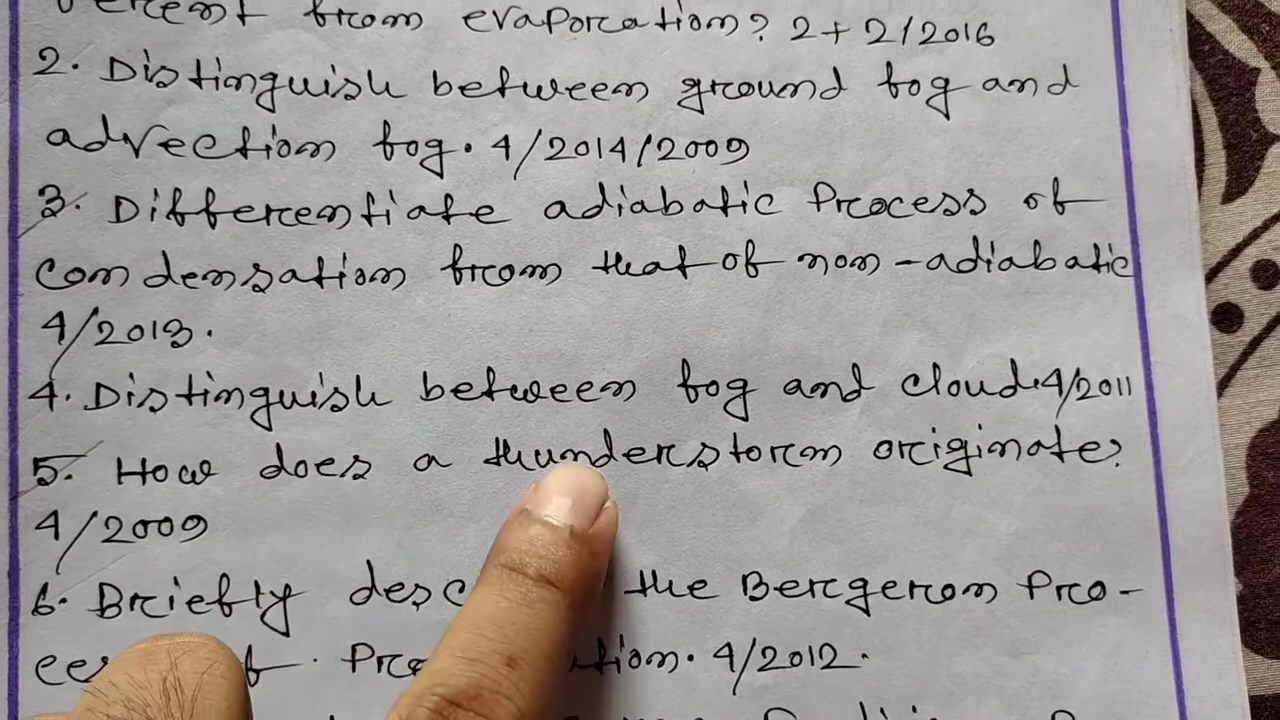 from evaporation? 2+2/2016
2. Distinguish between ground fog and
advection fog. 4/2014/2009
3. Differentiate adiabatic Process of
Condensation from that of non-adiabatic
4/2013.
4. Distinguish between fog and cloud. 4/2011
5. How does a thunderstorm originate?
4/2009
6. Briefly the Bergeron Pro-
4/2012.